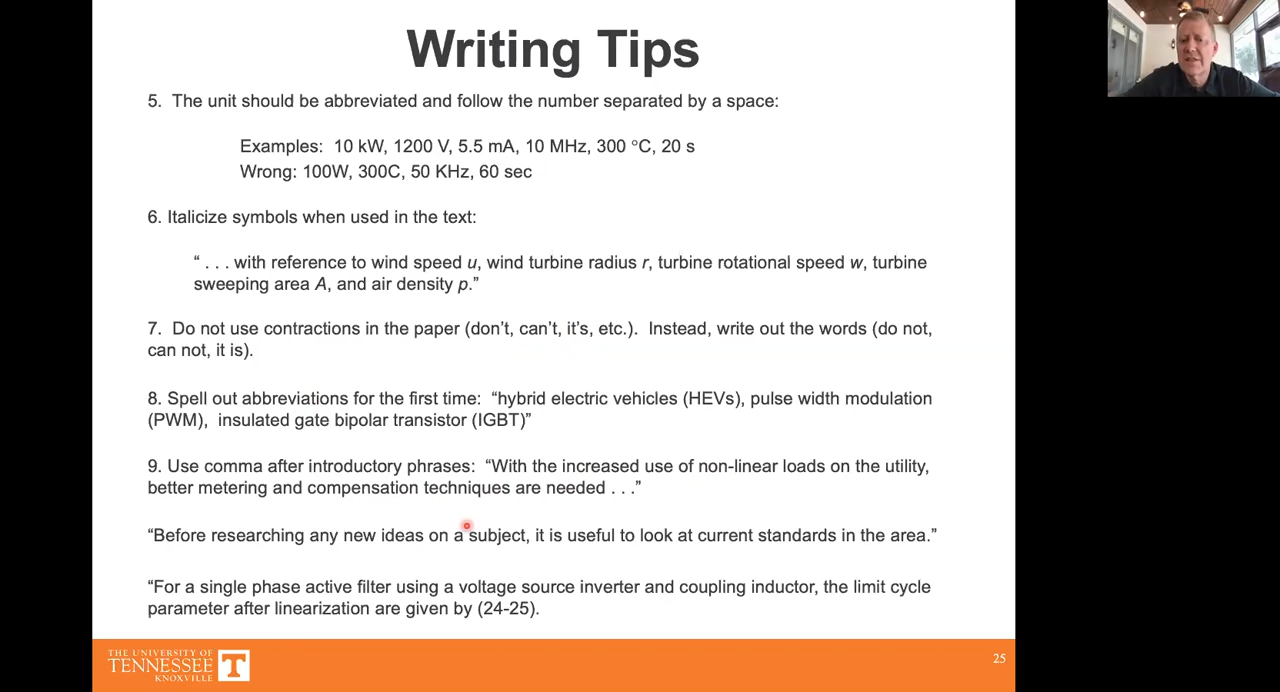 Writing Tips
5. The unit should be abbreviated and follow the number separated by a space:
Examples: 10 kW, 1200 V, 5.5 mA, 10 MHz, 300 °C, 20 s
Wrong: 100W, 300C, 50 KHz, 60 sec
6. Italicize symbols when used in the text:
“ . . . with reference to wind speed u, wind turbine radius r, turbine rotational speed w, turbine
sweeping area A, and air density p.”
7. Do not use contractions in the paper (don’t, can’t, it’s, etc.). Instead, write out the words (do not,
can not, it is).
8. Spell out abbreviations for the first time: “hybrid electric vehicles (HEVs), pulse width modulation
(PWM), insulated gate bipolar transistor (IGBT)”
9. Use comma after introductory phrases: “With the increased use of non-linear loads on the utility,
better metering and compensation techniques are needed . . .”
“Before researching any new ideas on a subject, it is useful to look at current standards in the area.”
“For a single phase active filter using a voltage source inverter and coupling inductor, the limit cycle
parameter after linearization are given by (24-25).
THE UNIVERSITY OF
TENNESSEE T
KNOXVILLE
25